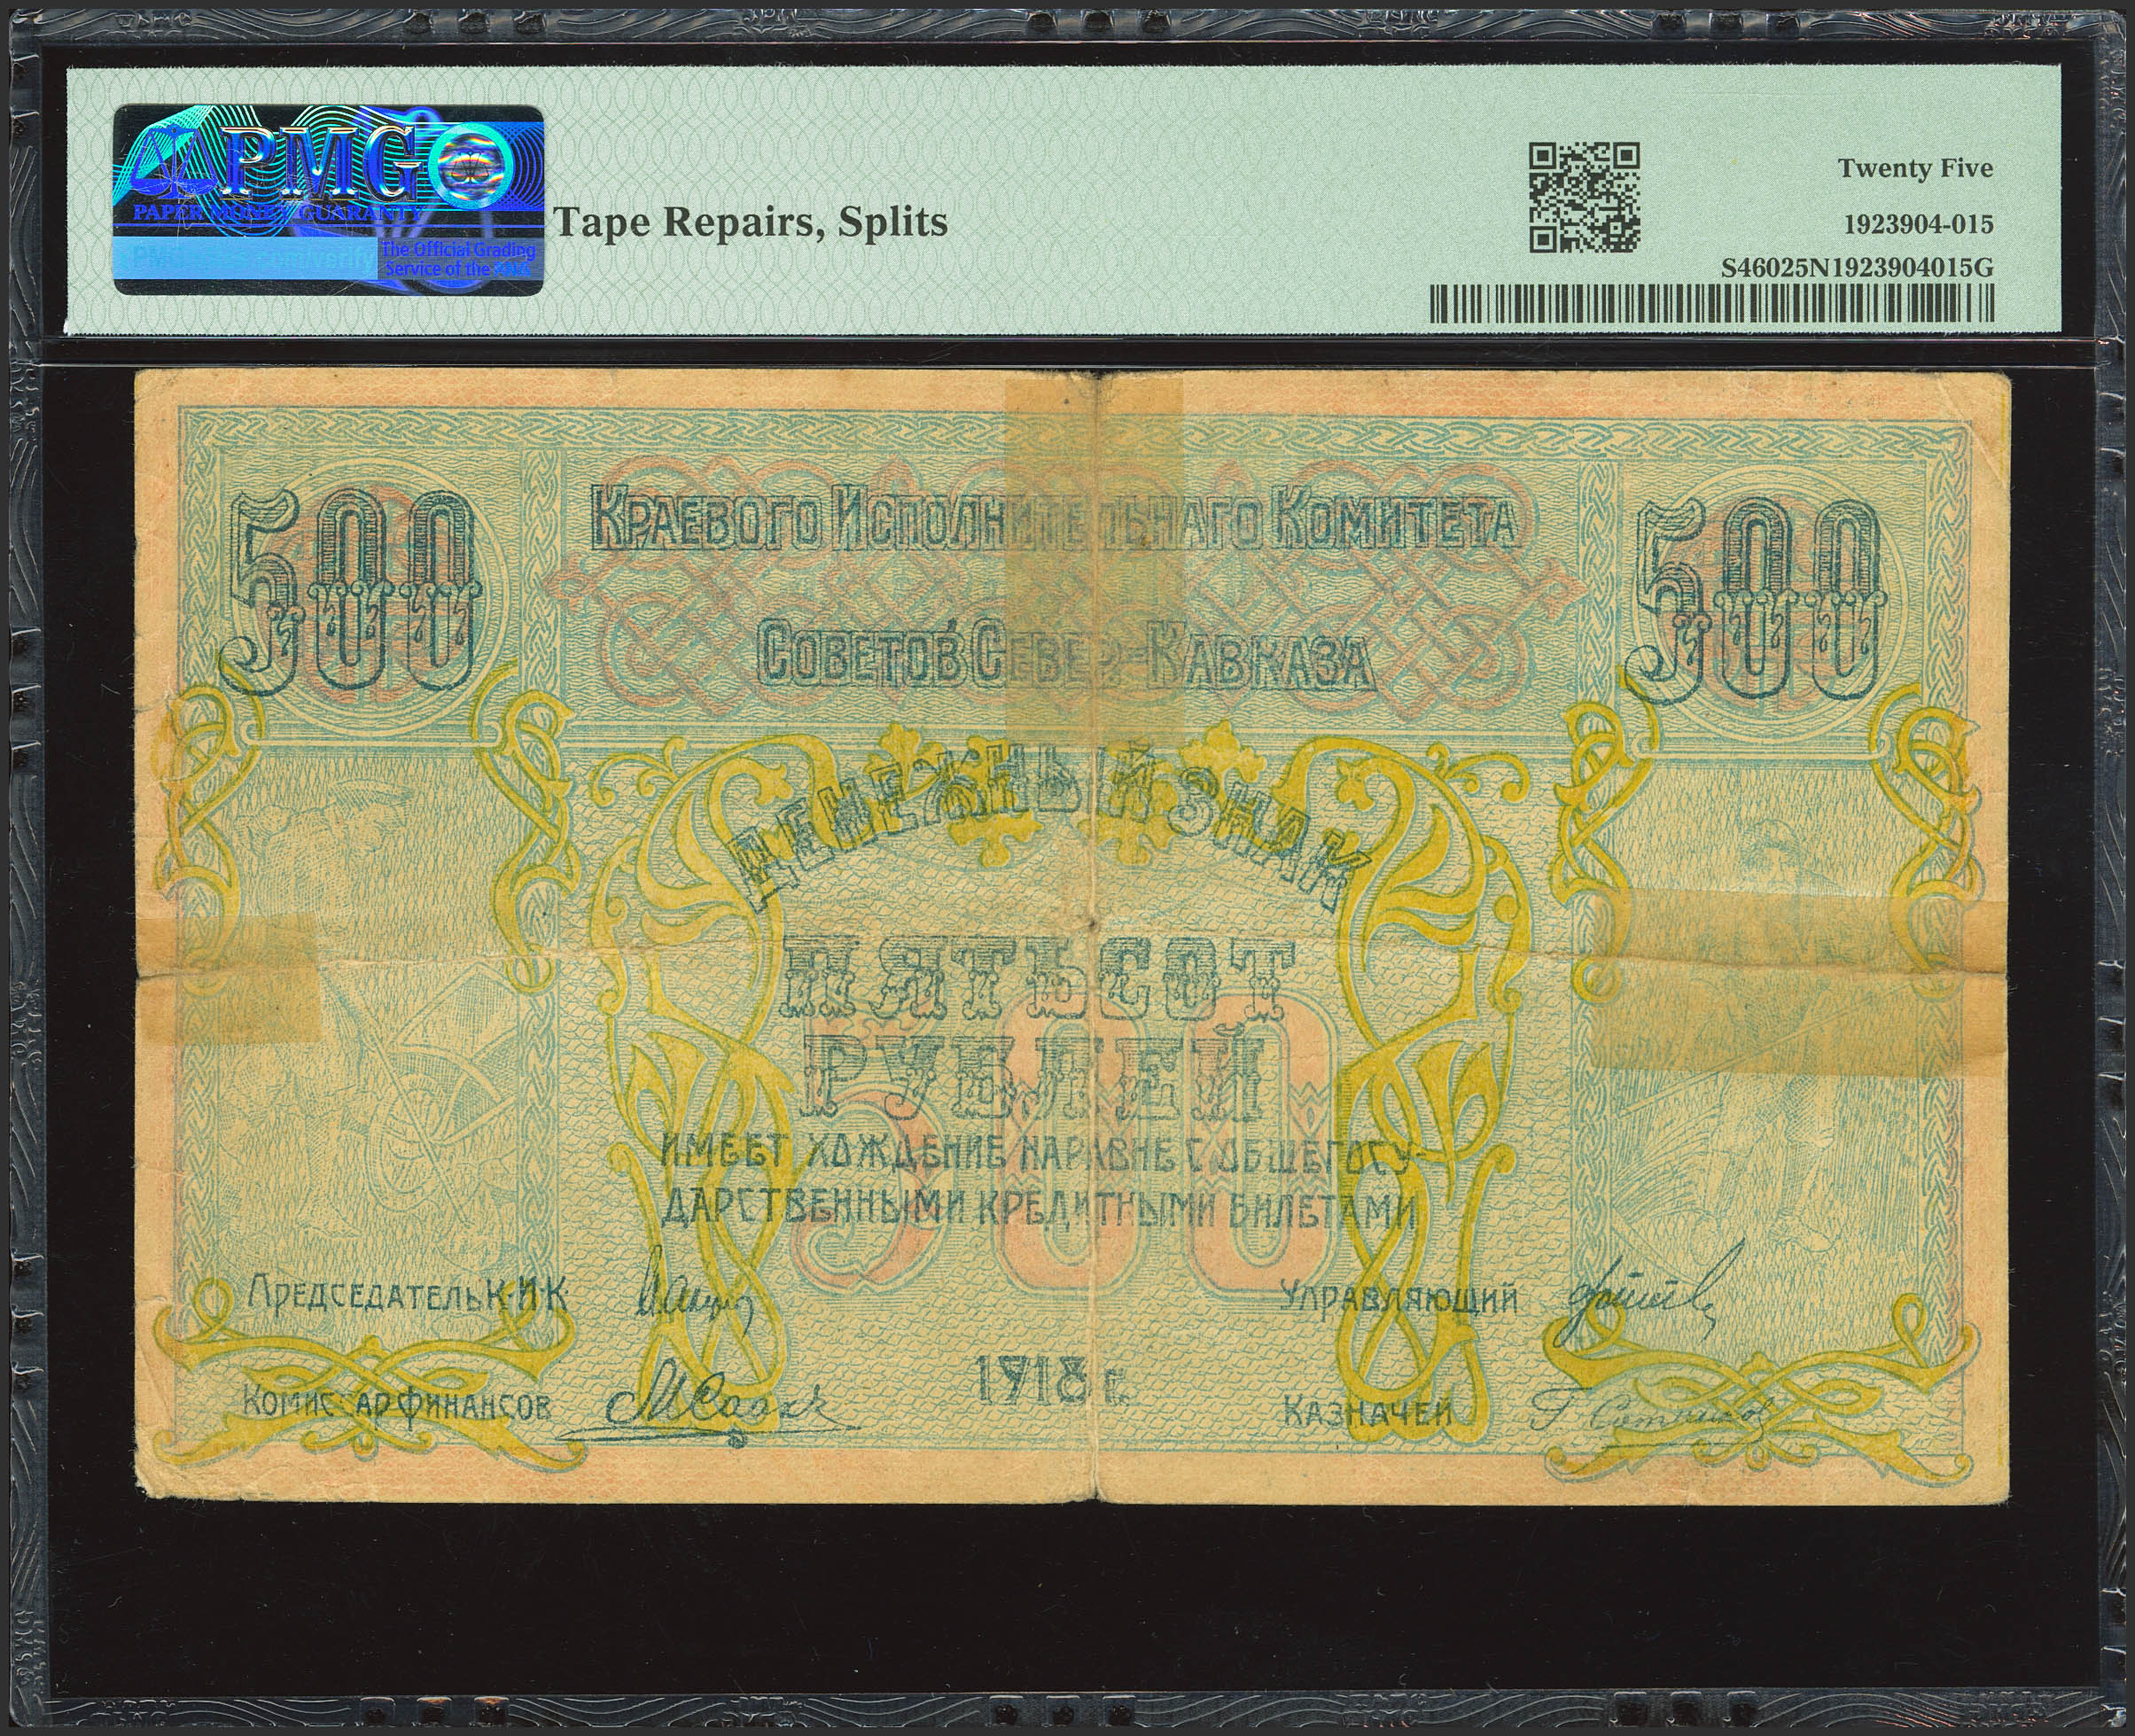 PMG
PAPER MONEY GUARANTY
The Official Grading
Service of the ANA
Tape Repairs, Splits
Twenty Five
1923904-015
S46025N1923904015G
500
Краевого Исполнительнаго Комитета
500
Советов Север-Кавказа
ДЕНЕЖНЫЙ ЗНАК
ПЯТЬСОТ
РУБЛЕЙ
500
ИМЕЕТ ХОЖДЕНИЕ НАРАВНЕ С ОБЩЕГОСУ-
ДАРСТВЕННЫМИ КРЕДИТНЫМИ БИЛЕТАМИ
Председатель К·И·К
Управляющий
1918 г.
Комиссар финансов
Казначей